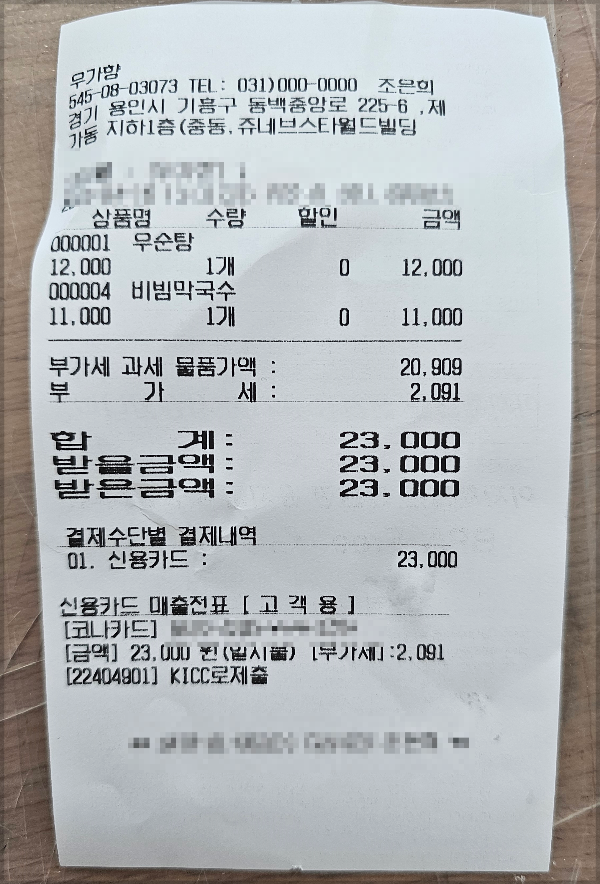 무가향
545-08-03073 TEL: 031)000-0000 조은희
경기 용인시 기흥구 동백중앙로 225-6 ,제
가동 지하1층(중동,쥬네브스타월드빌딩
상품명 수량 할인 금액
000001 우순탕
12,000 1개 0 12,000
000004 비빔막국수
11,000 1개 0 11,000
부가세 과세 물품가액 : 20,909
부 가 세 : 2,091
합 계 : 23,000
받을금액 : 23,000
받은금액 : 23,000
결제수단별 결제내역
01. 신용카드 : 23,000
신용카드 매출전표 [ 고 객 용 ]
[코나카드]
[금액] 23,000 원(일시불) [부가세]:2,091
[22404901] KICC로제출